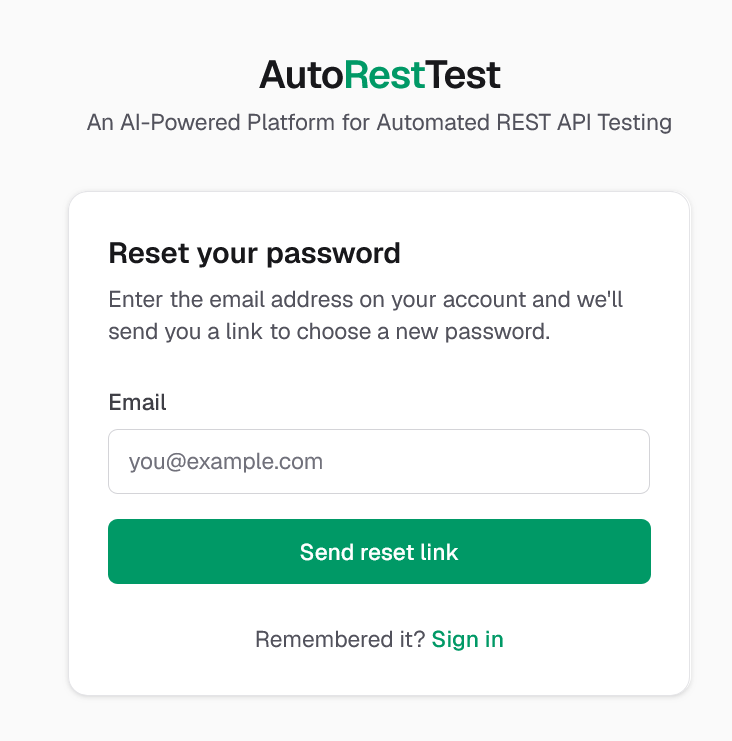 AutoRestTest
An AI-Powered Platform for Automated REST API Testing
Reset your password
Enter the email address on your account and we'll
send you a link to choose a new password.
Email
you@example.com
Send reset link
Remembered it? Sign in